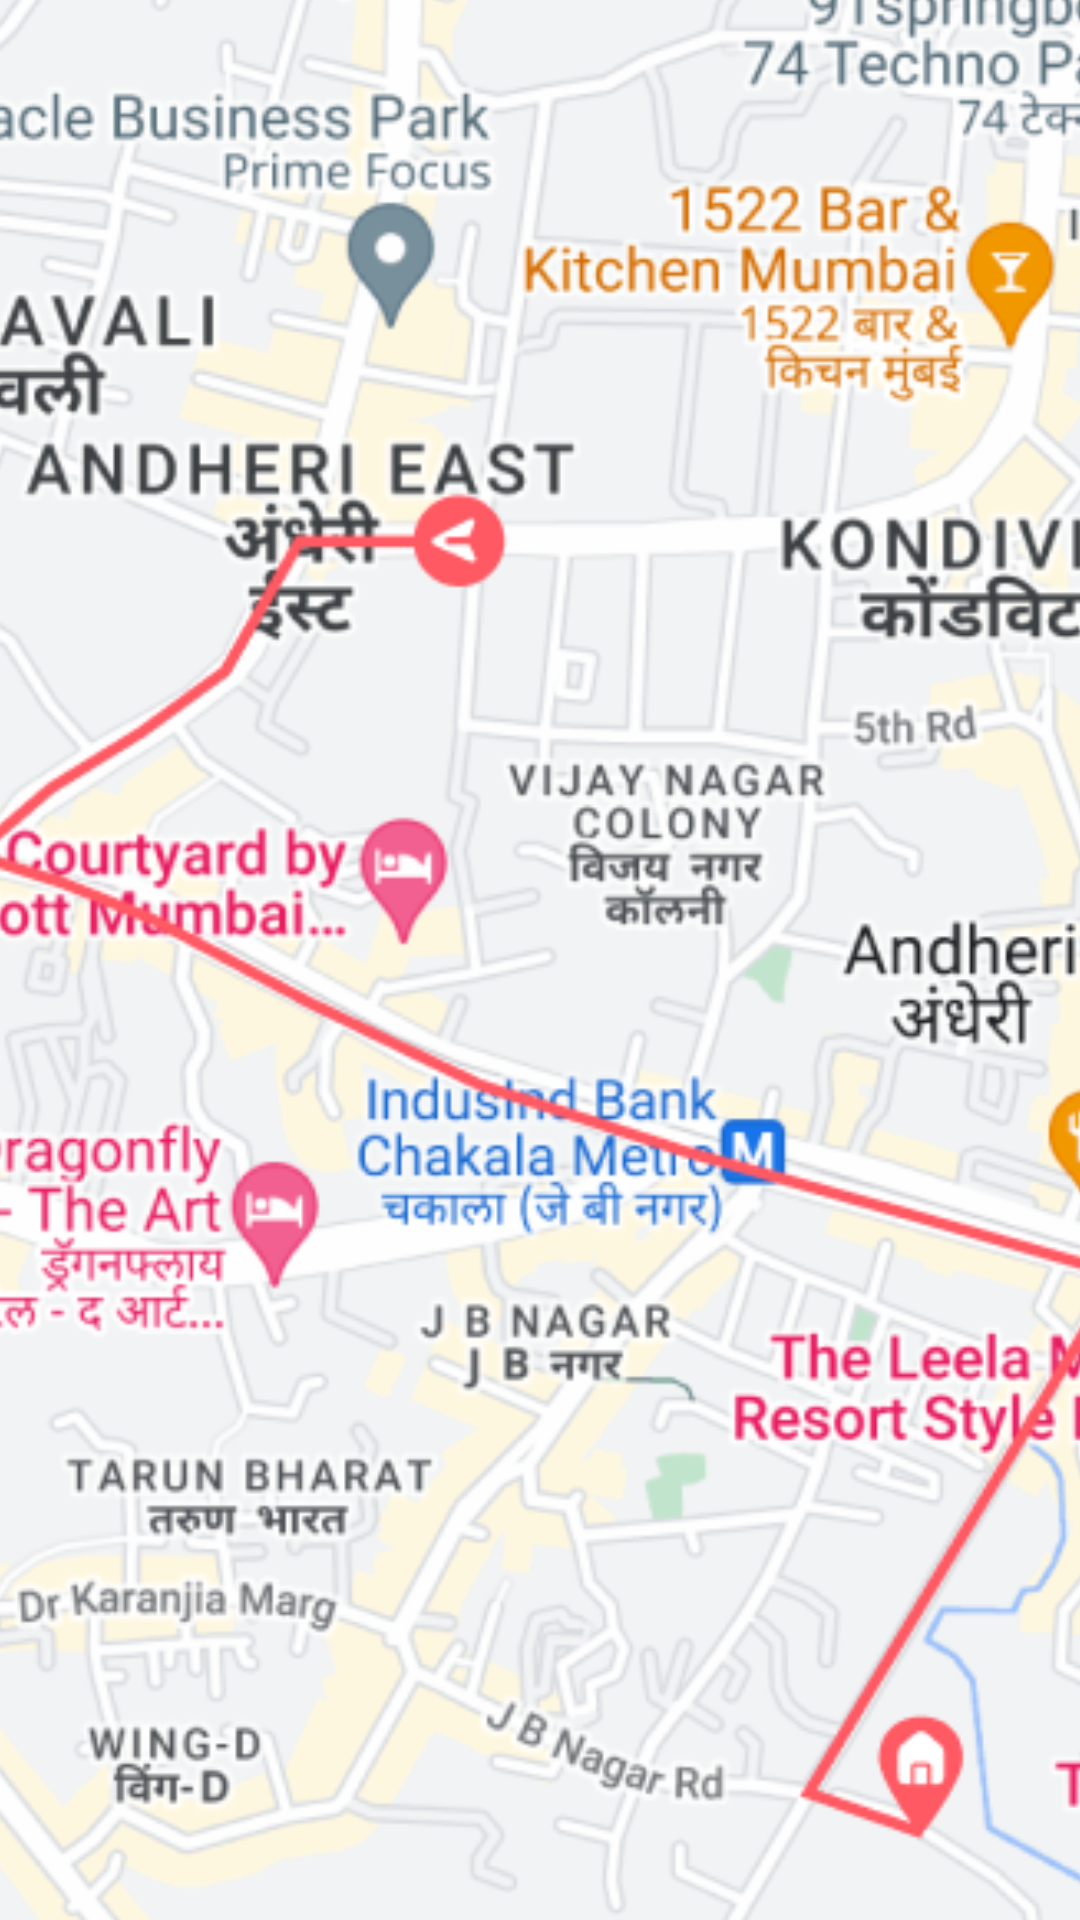 74 Techno
74
Business Park
Prime Focus
1522 Bar &
Kitchen Mumbai
1522 बार &
किचन मुंबई
AVALI
वली
ANDHERI EAST
अंधेरी
ईस्ट
KONDIVI
कोंडविट
5th Rd
VIJAY NAGAR
COLONY
विजय नगर
कॉलनी
Courtyard by
ott Mumbai...
Andheri
अंधेरी
IndusInd Bank
Chakala Metro
चकाला (जे बी नगर)
M
ragonfly
- The Art
ड्रॅगनफ्लाय
ल - द आर्ट...
J B NAGAR
J B नगर
The Leela M
Resort Style
TARUN BHARAT
तरुण भारत
Dr Karanjia Marg
J B Nagar Rd
WING-D
विंग-D
T